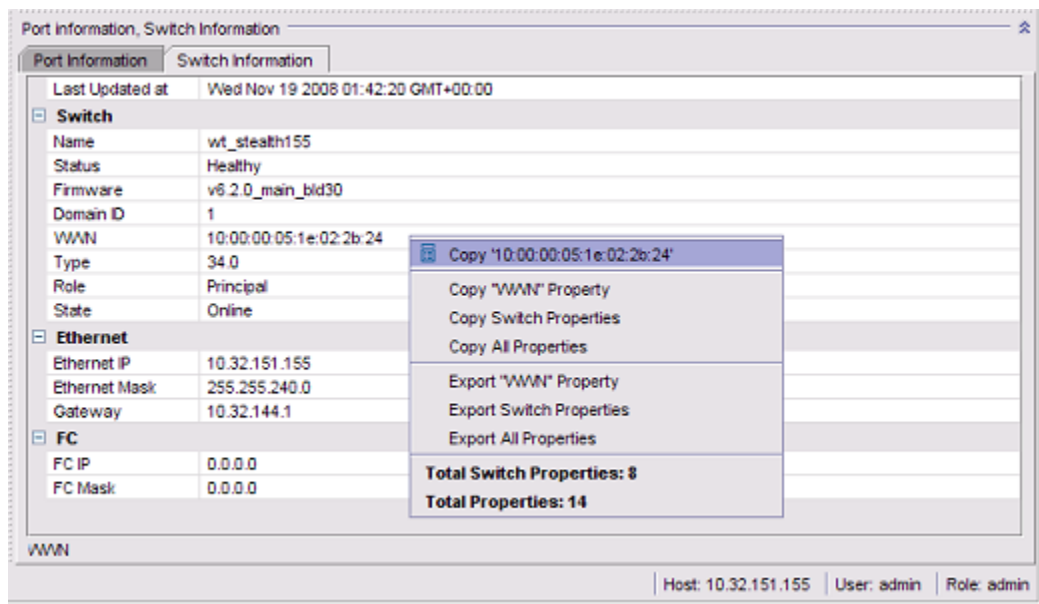 Port information, Switch Information
Port Information Switch Information
Last Updated at Wed Nov 19 2008 01:42:20 GMT+00:00
Switch
Name wt_stealth155
Status Healthy
Firmware v6.2.0_main_bld30
Domain ID 1
WWN 10:00:00:05:1e:02:2b:24
Type 34.0
Role Principal
State Online
Ethernet
Ethernet IP 10.32.151.155
Ethernet Mask 255.255.240.0
Gateway 10.32.144.1
FC
FC IP 0.0.0.0
FC Mask 0.0.0.0
Copy '10:00:00:05:1e:02:2b:24'
Copy "WWN" Property
Copy Switch Properties
Copy All Properties
Export "WWN" Property
Export Switch Properties
Export All Properties
Total Switch Properties: 8
Total Properties: 14
WWN
Host: 10.32.151.155 User: admin Role: admin